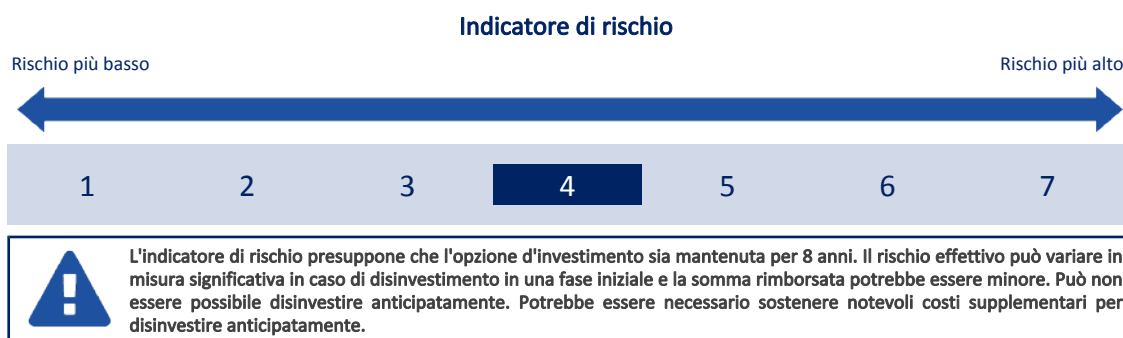 Indicatore di rischio
Rischio più basso
Rischio più alto
1 2 3 4 5 6 7
L'indicatore di rischio presuppone che l'opzione d'investimento sia mantenuta per 8 anni. Il rischio effettivo può variare in
misura significativa in caso di disinvestimento in una fase iniziale e la somma rimborsata potrebbe essere minore. Può non
essere possibile disinvestire anticipatamente. Potrebbe essere necessario sostenere notevoli costi supplementari per
disinvestire anticipatamente.